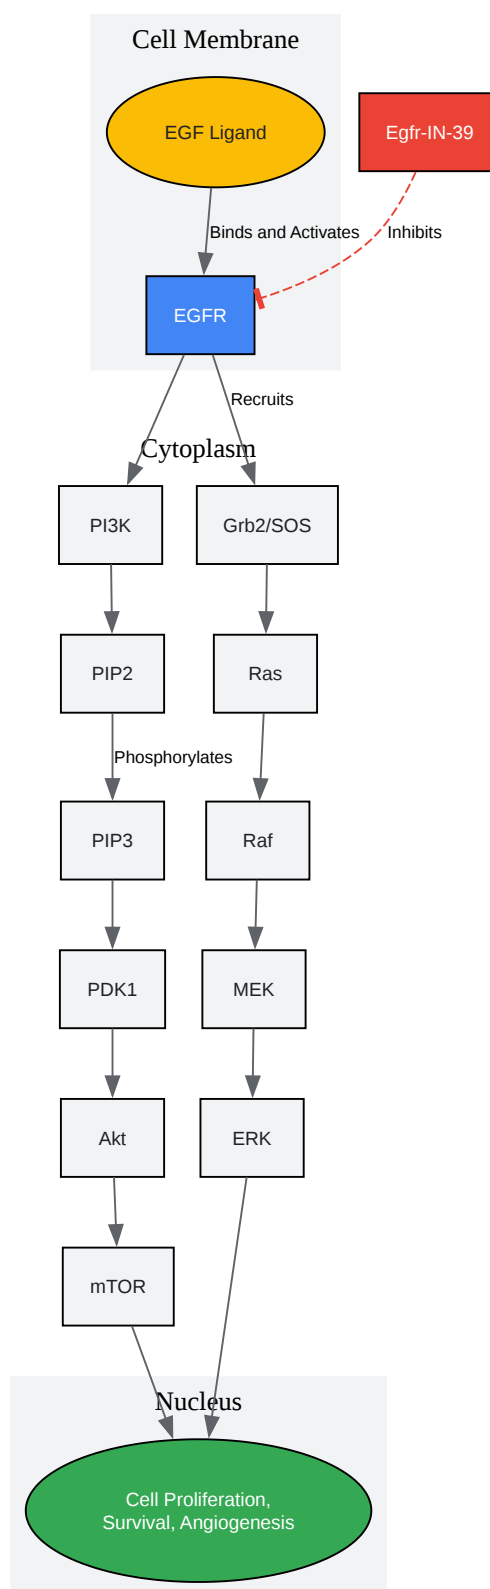 Cell Membrane
EGF Ligand
Egfr-IN-39
Binds and Activates
Inhibits
EGFR
Recruits
Cytoplasm
PI3K
Grb2/SOS
PIP2
Ras
Phosphorylates
PIP3
Raf
PDK1
MEK
Akt
ERK
mTOR
Nucleus
Cell Proliferation,
Survival, Angiogenesis